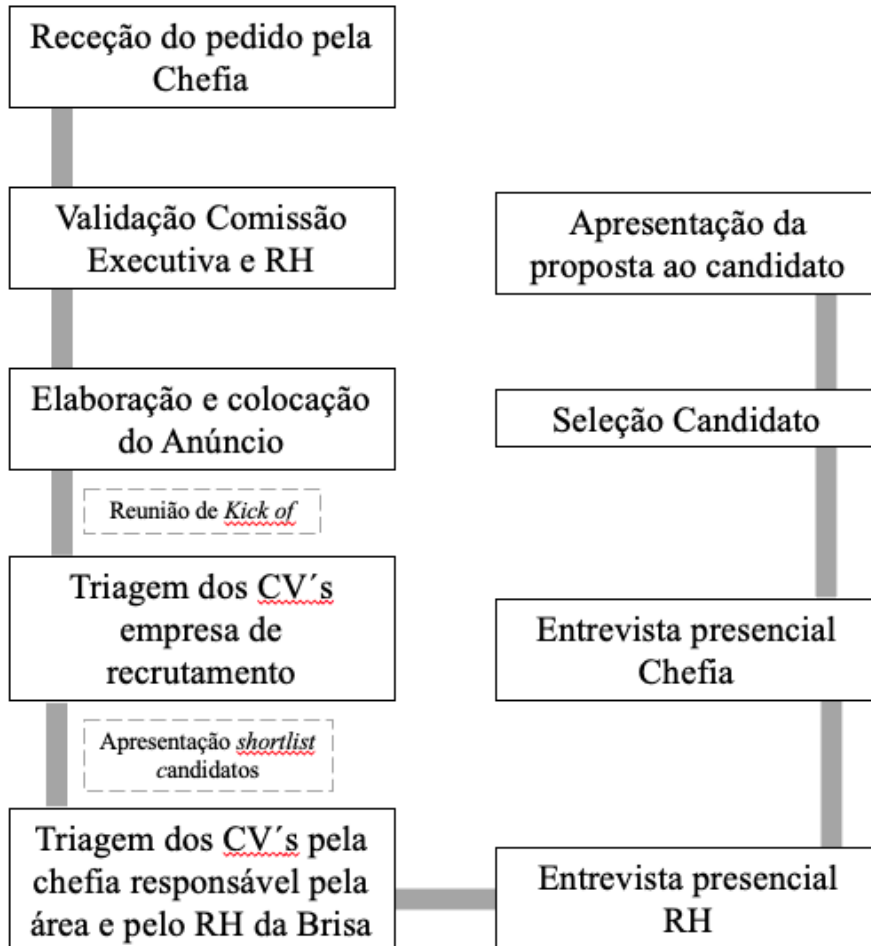 Receção do pedido pela
Chefia
Validação Comissão
Executiva e RH
Elaboração e colocação
do Anúncio
Reunião de Kick of
Triagem dos CV´s
empresa de
recrutamento
Apresentação shortlist
candidatos
Triagem dos CV´s pela
chefia responsável pela
área e pelo RH da Brisa
Entrevista presencial
RH
Entrevista presencial
Chefia
Seleção Candidato
Apresentação da
proposta ao candidato